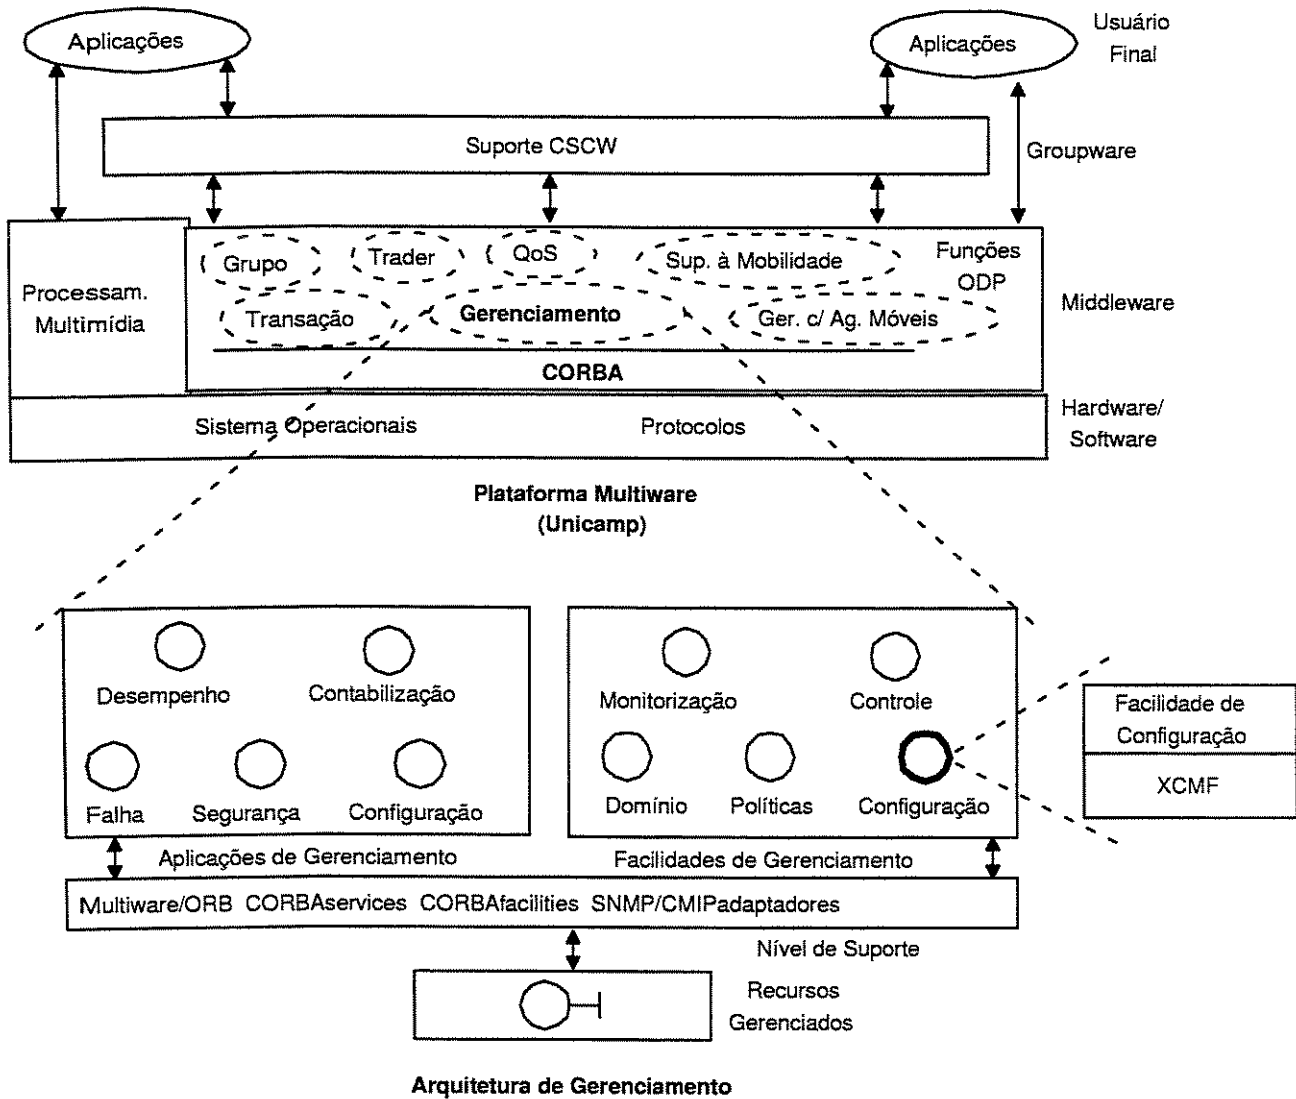 Aplicações
Aplicações
Usuário
Final
Suporte CSCW
Groupware
Processam.
Multimídia
Grupo
Trader
QoS
Sup. à Mobilidade
Funções
ODP
Transação
Gerenciamento
Ger. c/ Ag. Móveis
Middleware
CORBA
Sistema Operacionais
Protocolos
Hardware/
Software
Plataforma Multiware
(Unicamp)
Desempenho
Contabilização
Falha
Segurança
Configuração
Monitorização
Controle
Domínio
Políticas
Configuração
Facilidade de
Configuração
XCMF
Aplicações de Gerenciamento
Facilidades de Gerenciamento
Multiware/ORB CORBAservices CORBAfacilities SNMP/CMIPadaptadores
Nível de Suporte
Recursos
Gerenciados
Arquitetura de Gerenciamento